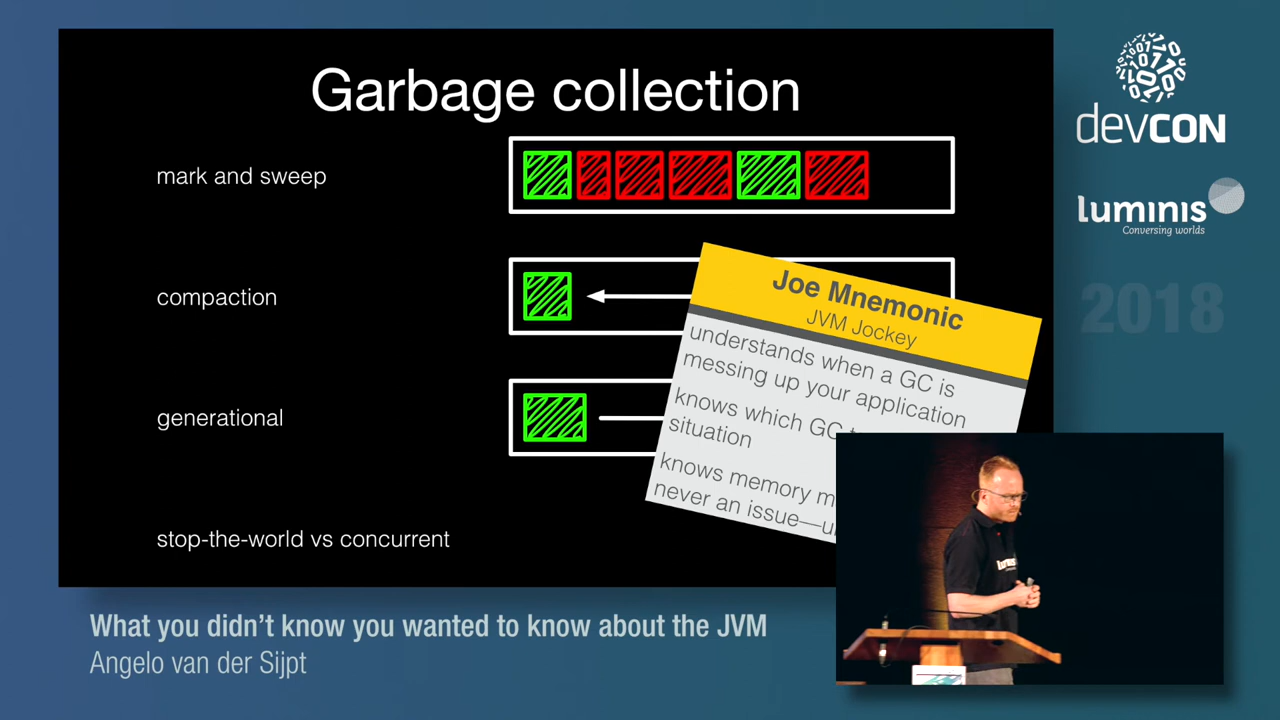 Garbage collection
mark and sweep
compaction
generational
stop-the-world vs concurrent
Joe Mnemonic
JVM Jockey
understands when a GC is
messing up your application
knows which GC
situation
knows memory
never an issue—
devCON
luminis
Conversing worlds
2018
What you didn't know you wanted to know about the JVM
Angelo van der Sijpt